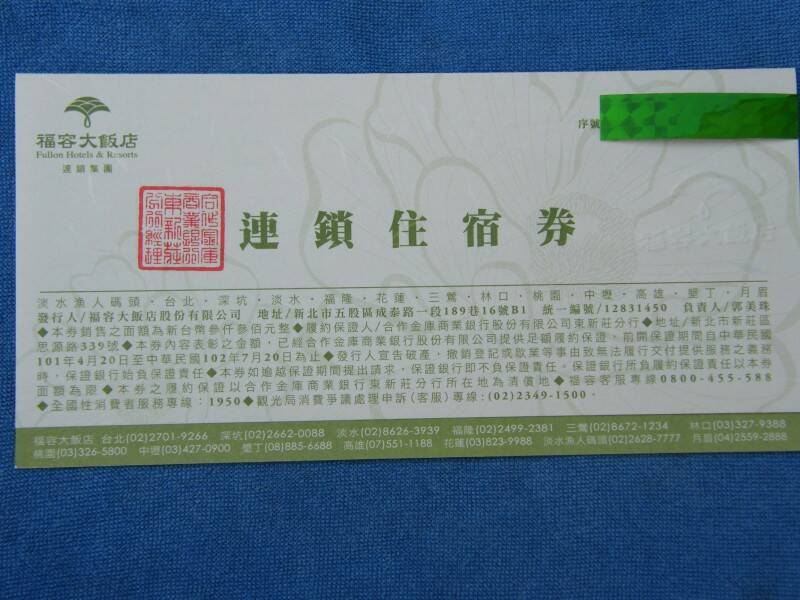 福容大飯店
Fullon Hotels & Resorts
連鎖集團
序號
連鎖住宿券
福容大飯店
淡水漁人碼頭・台北・深坑・淡水・福隆・花蓮・三鶯・林口・桃園・中壢・高雄・墾丁・月眉
發行人/福容大飯店股份有限公司 地址/新北市五股區成泰路一段189巷16號B1 統一編號/12831450 負責人/郭美珠
◆本券銷售之面額為新台幣參仟參佰元整◆履約保證人/合作金庫商業銀行股份有限公司東新莊分行◆地址/新北市新莊區
思源路339號◆本券內容表彰之金額,已經合作金庫商業銀行股份有限公司提供足額履約保證,前開保證期間自中華民國
101年4月20日至中華民國102年7月20日為止◆發行人宣告破產,撤銷登記或歇業等事由致無法履行交付提供服務之義務
時,保證銀行始負保證責任◆本券如逾越保證期間提出請求,保證銀行即不負保證責任。保證銀行所負履約保證責任以本券
面額為限◆本券之履約保證以合作金庫商業銀行東新莊分行所在地為清償地◆福容客服專線0800-455-588
◆全國性消費者服務專線:1950◆觀光局消費爭議處理申訴(客服)專線:(02)2349-1500。
福容大飯店 台北(02)2701-9266 深坑(02)2662-0088 淡水(02)8626-3939 福隆(02)2499-2381 三鶯(02)8672-1234 林口(03)327-9388
桃園(03)326-5800 中壢(03)427-0900 墾丁(08)885-6688 高雄(07)551-1188 花蓮(03)823-9988 淡水漁人碼頭(02)2628-7777 月眉(04)2559-2888